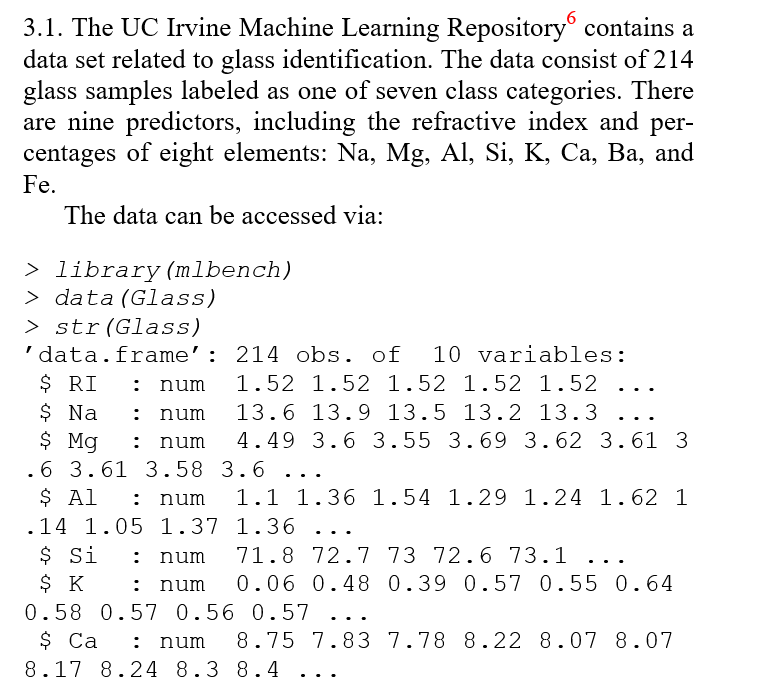 3.1. The UC Irvine Machine Learning Repository6 contains a
data set related to glass identification. The data consist of 214
glass samples labeled as one of seven class categories. There
are nine predictors, including the refractive index and per-
centages of eight elements: Na, Mg, Al, Si, K, Ca, Ba, and
Fe.
The data can be accessed via:
> library(mlbench)
> data(Glass)
> str(Glass)
'data.frame': 214 obs. of  10 variables:
$ RI  : num  1.52 1.52 1.52 1.52 1.52 ...
$ Na  : num  13.6 13.9 13.5 13.2 13.3 ...
$ Mg  : num  4.49 3.6 3.55 3.69 3.62 3.61 3
.6 3.61 3.58 3.6 ...
$ Al  : num  1.1 1.36 1.54 1.29 1.24 1.62 1
.14 1.05 1.37 1.36 ...
$ Si  : num  71.8 72.7 73 72.6 73.1 ...
$ K   : num  0.06 0.48 0.39 0.57 0.55 0.64
0.58 0.57 0.56 0.57 ...
$ Ca  : num  8.75 7.83 7.78 8.22 8.07 8.07
8.17 8.24 8.3 8.4 ...